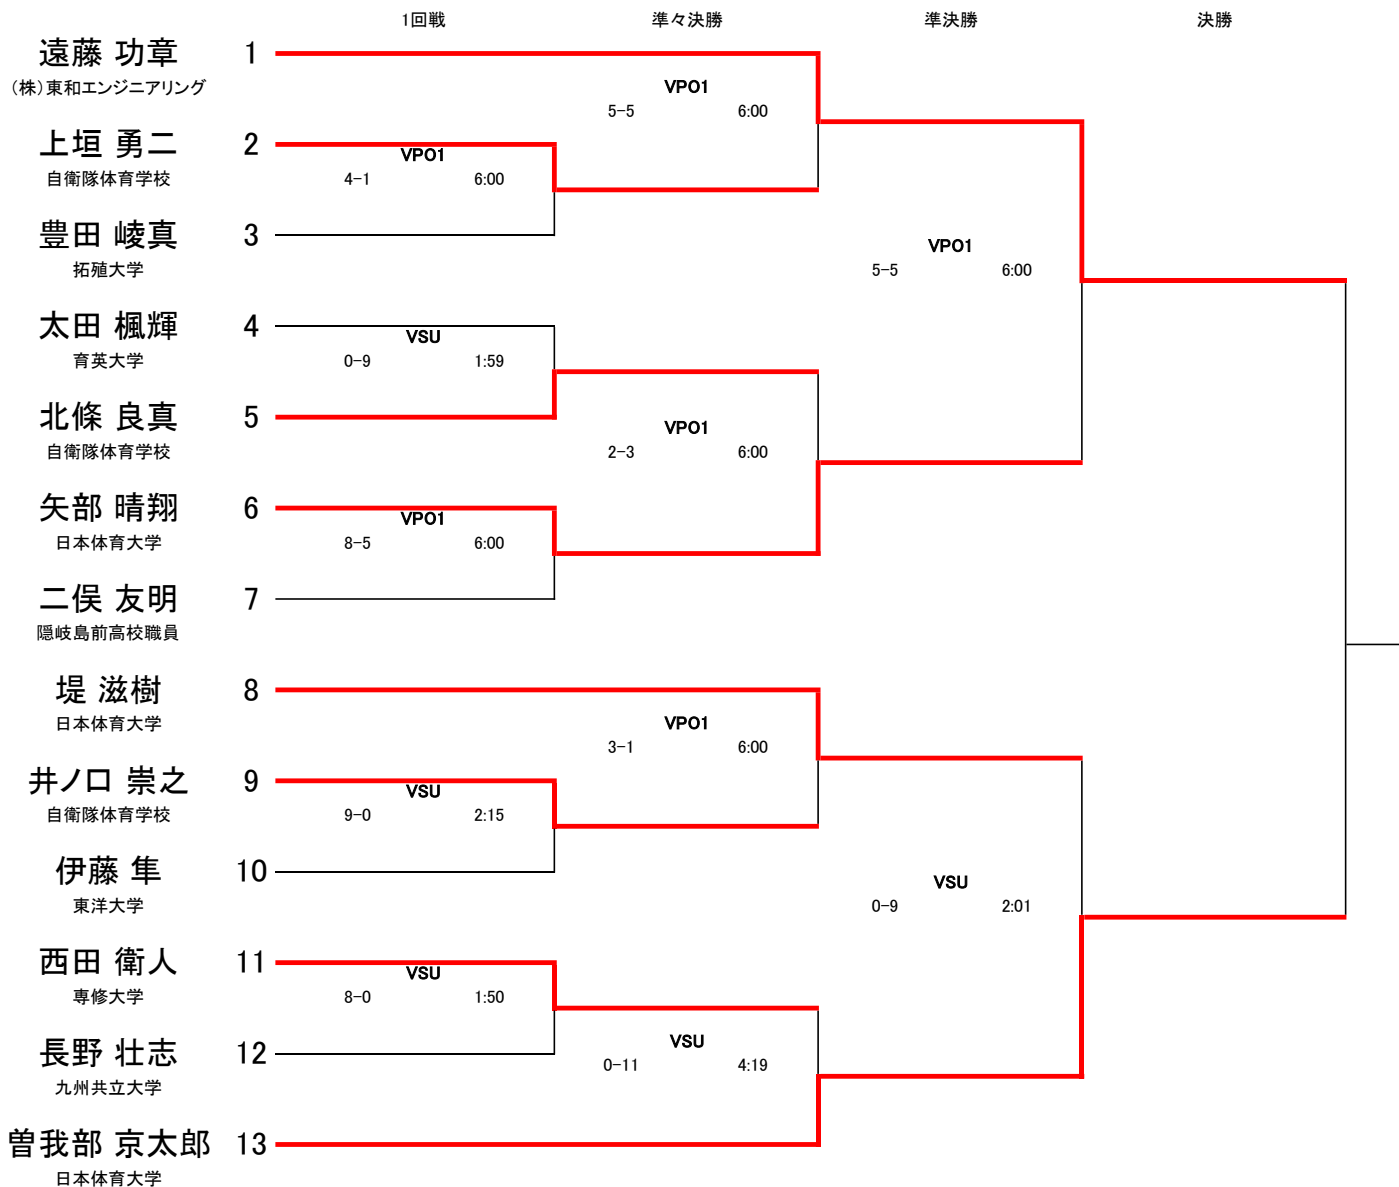 1回戦 準々決勝 準決勝 決勝
遠藤 功章 1
(株)東和エンジニアリング
VPO1
5-5 6:00
上垣 勇二 2
自衛隊体育学校
VPO1
4-1 6:00
豊田 崚真 3
拓殖大学
VPO1
5-5 6:00
太田 楓輝 4
育英大学
VSU
0-9 1:59
北條 良真 5
自衛隊体育学校
VPO1
2-3 6:00
矢部 晴翔 6
日本体育大学
VPO1
8-5 6:00
二俣 友明 7
隠岐島前高校職員
堤 滋樹 8
日本体育大学
VPO1
3-1 6:00
井ノ口 崇之 9
自衛隊体育学校
VSU
9-0 2:15
伊藤 隼 10
東洋大学
VSU
0-9 2:01
西田 衛人 11
専修大学
VSU
8-0 1:50
長野 壮志 12
九州共立大学
VSU
0-11 4:19
曽我部 京太郎 13
日本体育大学